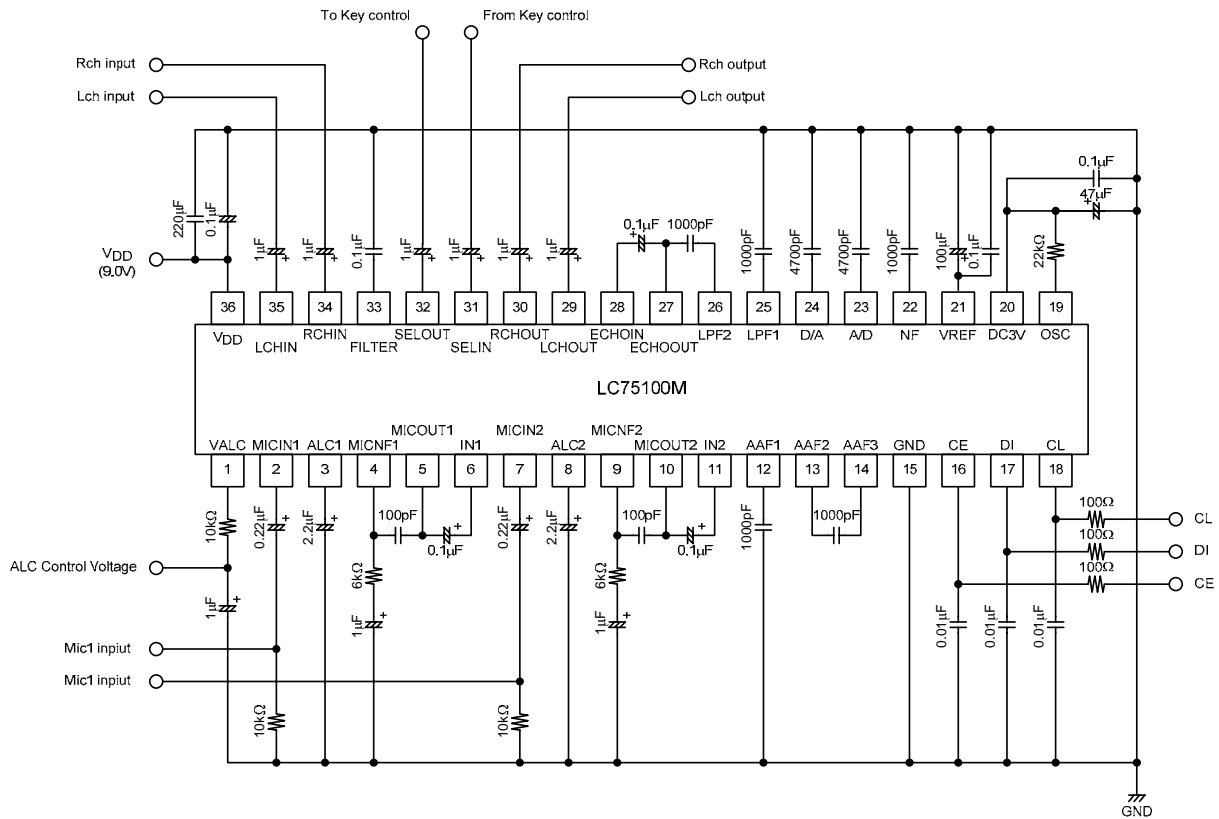 To Key control
From Key control
Rch input
Rch output
Lch input
Lch output
0.1µF
47µF
+
220µF
0.1µF
1µF
+
1µF
+
0.1µF
1µF
+
1µF
+
1µF
+
1µF
+
0.1µF
+
1000pF
1000pF
4700pF
4700pF
1000pF
100µF
+
0.1µF
22kΩ
VDD
(9.0V)
36 35 34 33 32 31 30 29 28 27 26 25 24 23 22 21 20 19
VDD LCHIN RCHIN FILTER SELOUT SELIN RCHOUT LCHOUT ECHOIN ECHOOUT LPF2 LPF1 D/A A/D NF VREF DC3V OSC
LC75100M
VALC MICIN1 ALC1 MICNF1 MICOUT1 IN1 MICIN2 ALC2 MICNF2 MICOUT2 IN2 AAF1 AAF2 AAF3 GND CE DI CL
1 2 3 4 5 6 7 8 9 10 11 12 13 14 15 16 17 18
10kΩ
0.22µF
+
2.2µF
+
100pF
0.1µF
+
0.22µF
+
2.2µF
+
100pF
0.1µF
+
1000pF
1000pF
100Ω
CL
100Ω
DI
100Ω
CE
ALC Control Voltage
6kΩ
6kΩ
1µF
+
1µF
+
1µF
+
0.01µF
0.01µF
0.01µF
Mic1 inpiut
Mic1 inpiut
10kΩ
10kΩ
GND